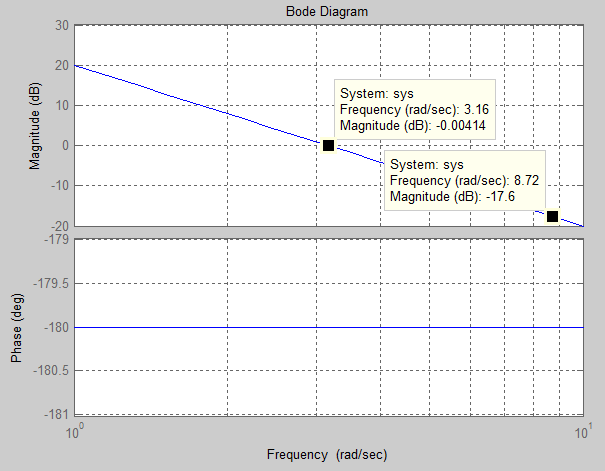 Bode Diagram
Magnitude (dB)
30
20
10
0
-10
-20
System: sys
Frequency (rad/sec): 3.16
Magnitude (dB): -0.00414
System: sys
Frequency (rad/sec): 8.72
Magnitude (dB): -17.6
Phase (deg)
-179
-179.5
-180
-180.5
-181
10^0
10^1
Frequency (rad/sec)